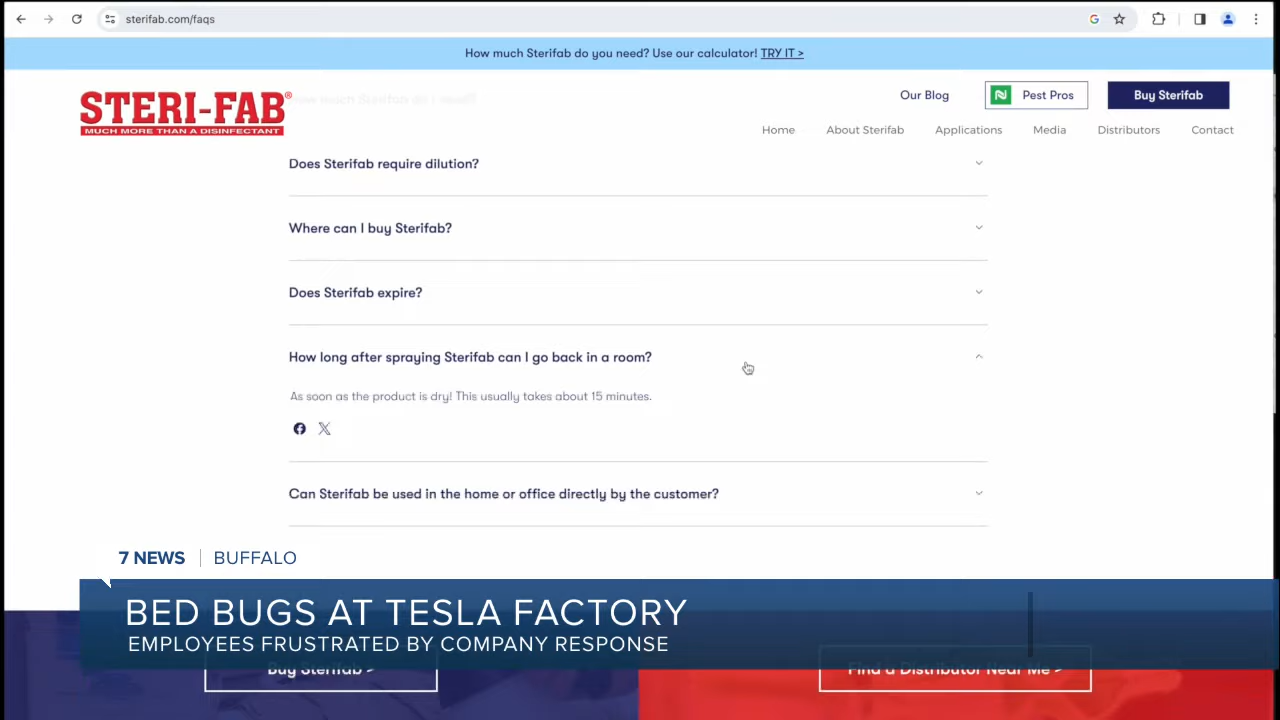 sterifab.com/faqs
How much Sterifab do you need? Use our calculator! TRY IT >
How much Sterifab do I need?
STERI-FAB®
MUCH MORE THAN A DISINFECTANT
Our Blog
Pest Pros
Buy Sterifab
Home
About Sterifab
Applications
Media
Distributors
Contact
Does Sterifab require dilution?
Where can I buy Sterifab?
Does Sterifab expire?
How long after spraying Sterifab can I go back in a room?
As soon as the product is dry! This usually takes about 15 minutes.
Can Sterifab be used in the home or office directly by the customer?
7 NEWS | BUFFALO
BED BUGS AT TESLA FACTORY
EMPLOYEES FRUSTRATED BY COMPANY RESPONSE
Buy Sterifab >
Find a Distributor Near Me >